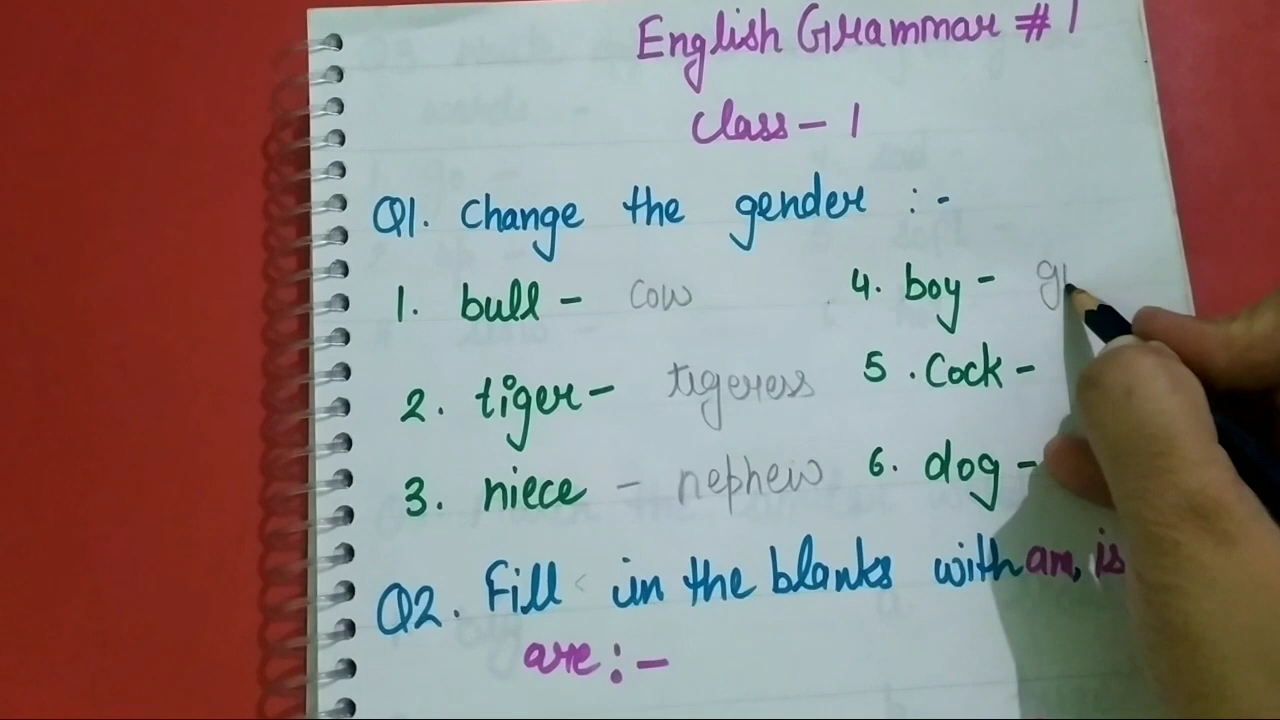 English Grammar # 1
Class - 1
Q1. Change the gender :-
1. bull - cow
4. boy -
2. tiger - tigeress
5. Cock -
3. niece - nephew
6. dog -
Q2. Fill in the blanks with am, is
are :-